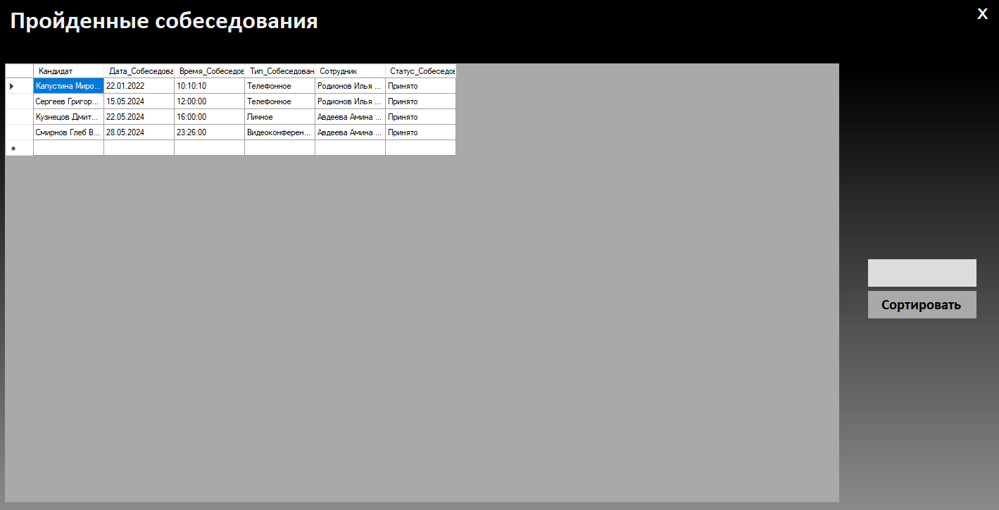 Пройденные собеседования
X
Кандидат Дата_Собеседова Время_Собеседов Тип_Собеседован Сотрудник Статус_Собеседов
Капустина Миро... 22.01.2022 10:10:10 Телефонное Родионов Илья ... Принято
Сергеев Григор... 15.05.2024 12:00:00 Телефонное Родионов Илья ... Принято
Кузнецов Дмит... 22.05.2024 16:00:00 Личное Авдеева Амина ... Принято
Смирнов Глеб В... 28.05.2024 23:26:00 Видеоконферен... Авдеева Амина ... Принято
Сортировать